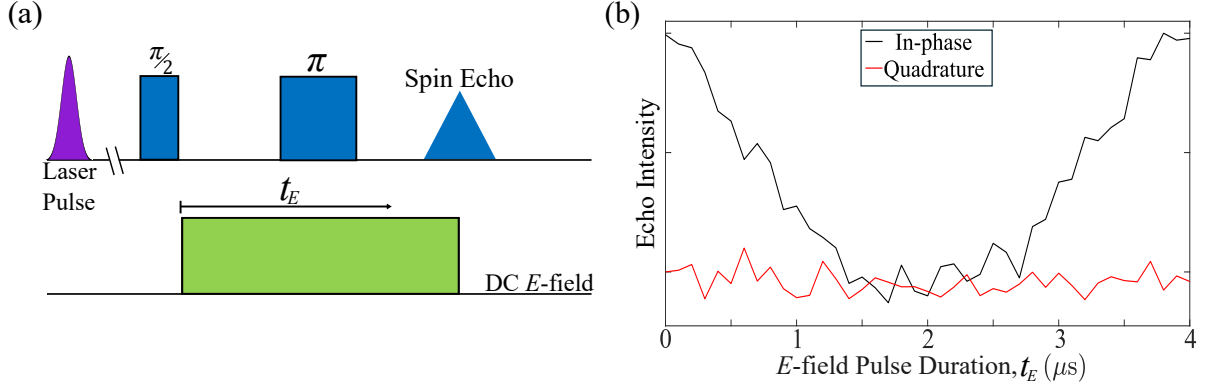 (a)
π/2
π
Spin Echo
Laser
Pulse
t_E
DC E-field
(b)
In-phase
Quadrature
Echo Intensity
0 1 2 3 4
E-field Pulse Duration, t_E (μs)